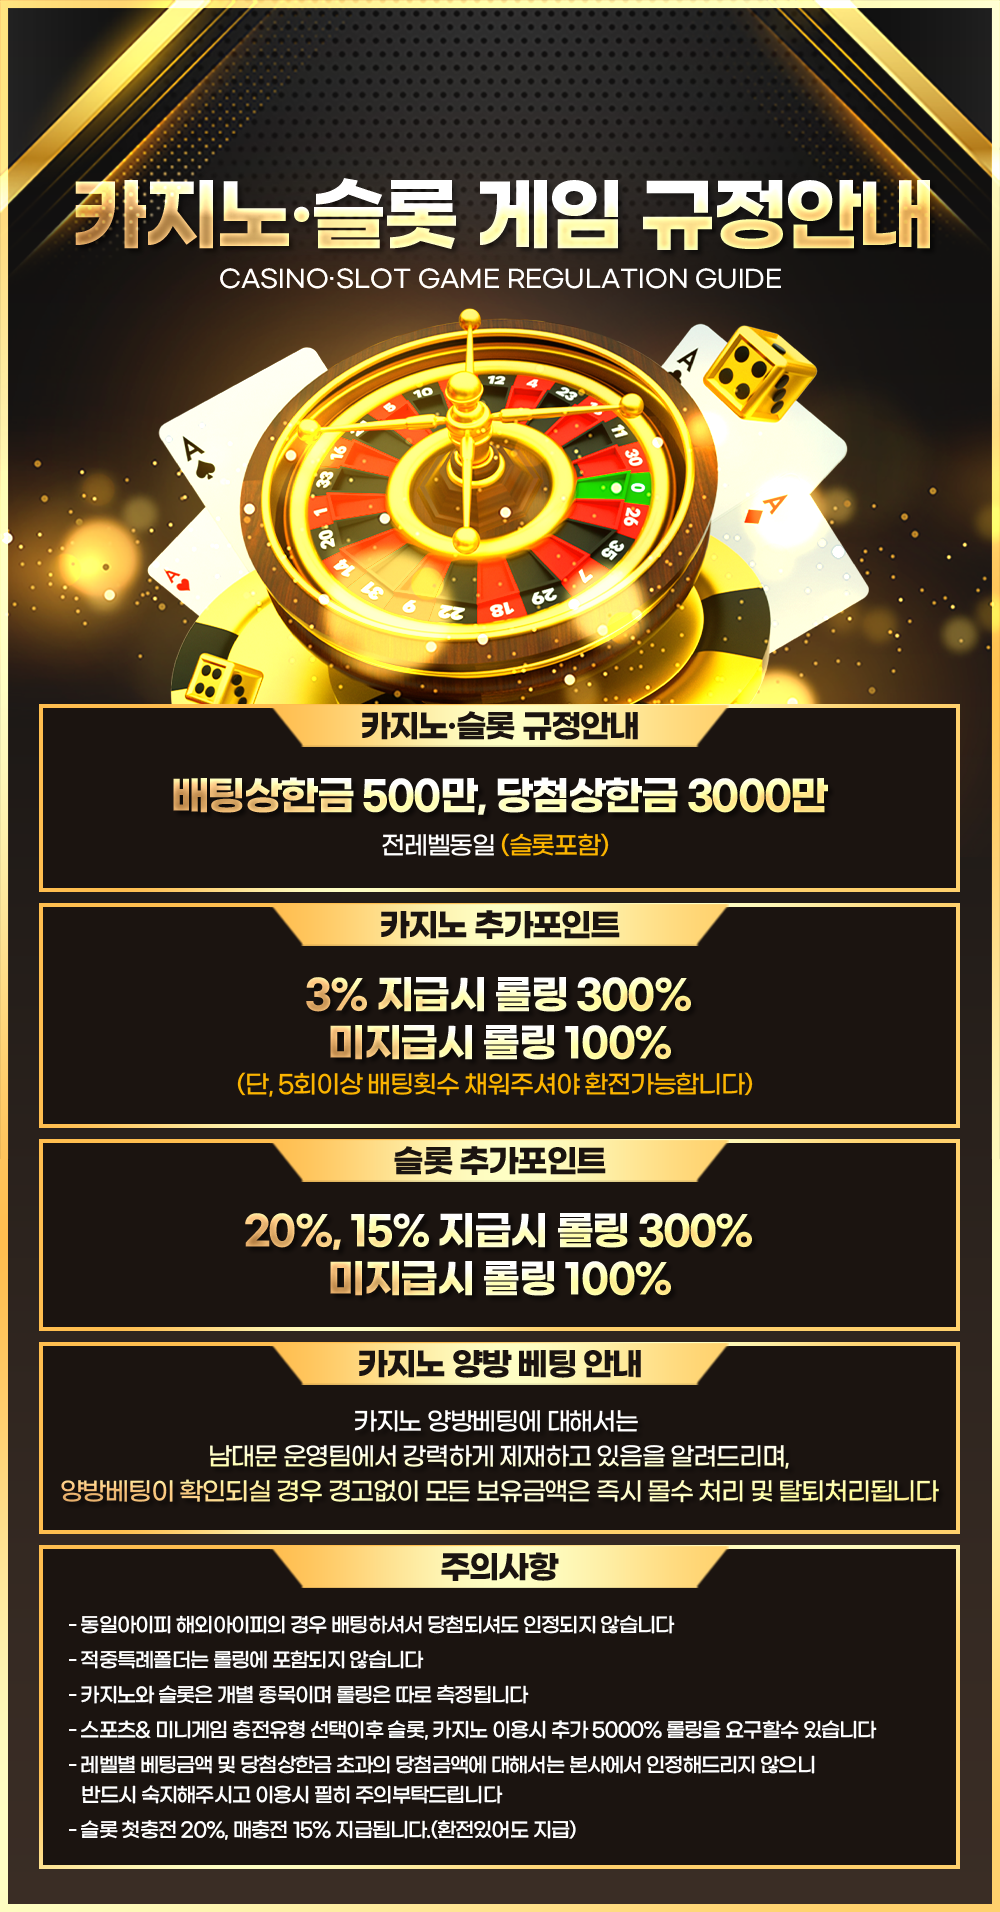 카지노·슬롯 게임 규정안내
CASINO·SLOT GAME REGULATION GUIDE
카지노·슬롯 규정안내
배팅상한금 500만, 당첨상한금 3000만
전레벨동일 (슬롯포함)
카지노 추가포인트
3% 지급시 롤링 300%
미지급시 롤링 100%
(단, 5회이상 배팅횟수 채워주셔야 환전가능합니다)
슬롯 추가포인트
20%, 15% 지급시 롤링 300%
미지급시 롤링 100%
카지노 양방 베팅 안내
카지노 양방베팅에 대해서는
남대문 운영팀에서 강력하게 제재하고 있음을 알려드리며,
양방베팅이 확인되실 경우 경고없이 모든 보유금액은 즉시 몰수 처리 및 탈퇴처리됩니다
주의사항
- 동일아이피 해외아이피의 경우 배팅하셔서 당첨되셔도 인정되지 않습니다
- 적중특례폴더는 롤링에 포함되지 않습니다
- 카지노와 슬롯은 개별 종목이며 롤링은 따로 측정됩니다
- 스포츠& 미니게임 충전유형 선택이후 슬롯, 카지노 이용시 추가 5000% 롤링을 요구할수 있습니다
- 레벨별 베팅금액 및 당첨상한금 초과의 당첨금액에 대해서는 본사에서 인정해드리지 않으니
반드시 숙지해주시고 이용시 필히 주의부탁드립니다
- 슬롯 첫충전 20%, 매충전 15% 지급됩니다.(환전있어도 지급)